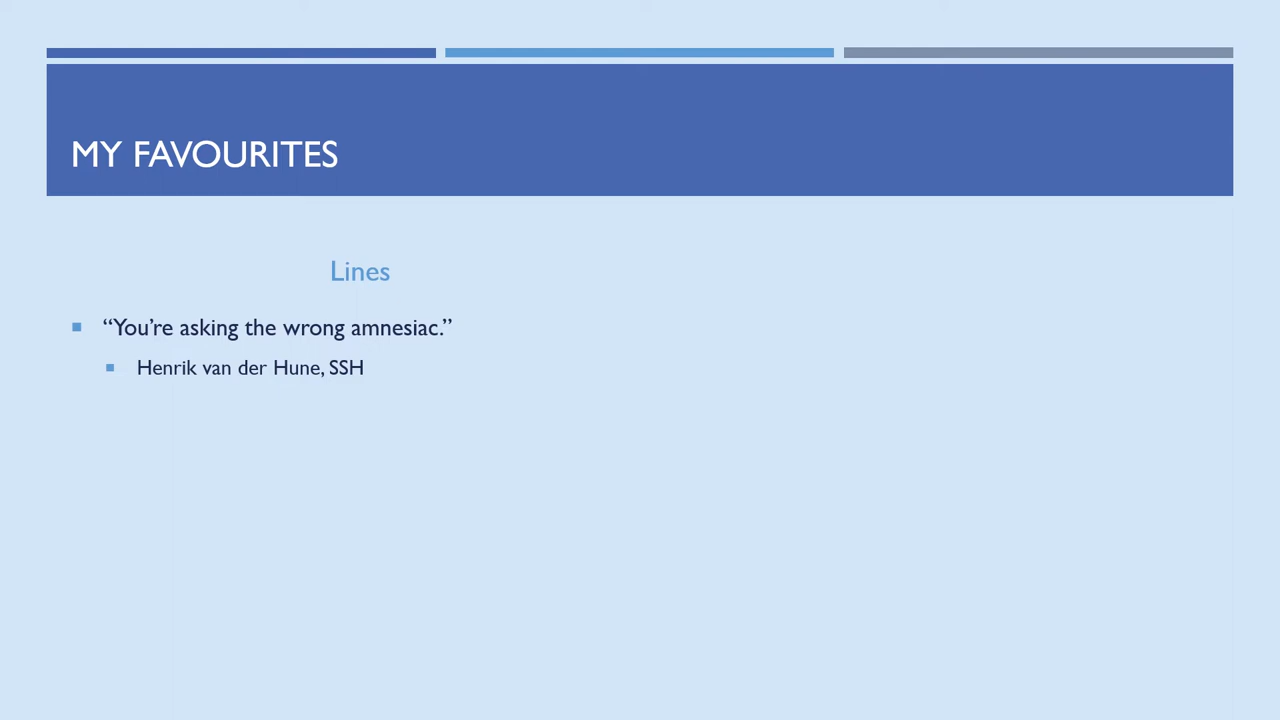 MY FAVOURITES
Lines
“You’re asking the wrong amnesiac.”
Henrik van der Hune, SSH